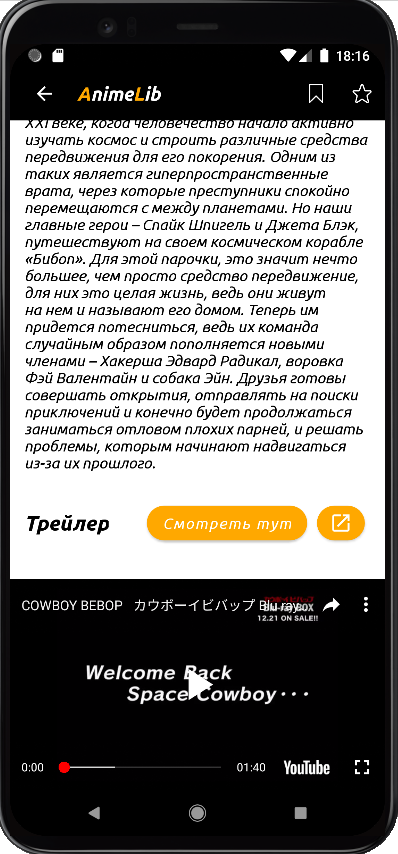 18:16
AnimeLib
XXI веке, когда человечество начало активно
изучать космос и строить различные средства
передвижения для его покорения. Одним из
таких является гиперпространственные
врата, через которые преступники спокойно
перемещаются с между планетами. Но наши
главные герои – Спайк Шпигель и Джета Блэк,
путешествуют на своем космическом корабле
«Бибоп». Для этой парочки, это значит нечто
большее, чем просто средство передвижение,
для них это целая жизнь, ведь они живут
на нем и называют его домом. Теперь им
придется потесниться, ведь их команда
случайным образом пополняется новыми
членами – Хакерша Эдвард Радикал, воровка
Фэй Валентайн и собака Эйн. Друзья готовы
совершать открытия, отправлять на поиски
приключений и конечно будет продолжаться
заниматься отловом плохих парней, и решать
проблемы, которым начинают надвигаться
из-за их прошлого.
Трейлер
Смотреть тут
COWBOY BEBOP カウボーイビバップ Blu-ray
Blu-ray BOX
12.21 ON SALE!!
Welcome Back
Space Cowboy・・・
0:00
01:40
YouTube